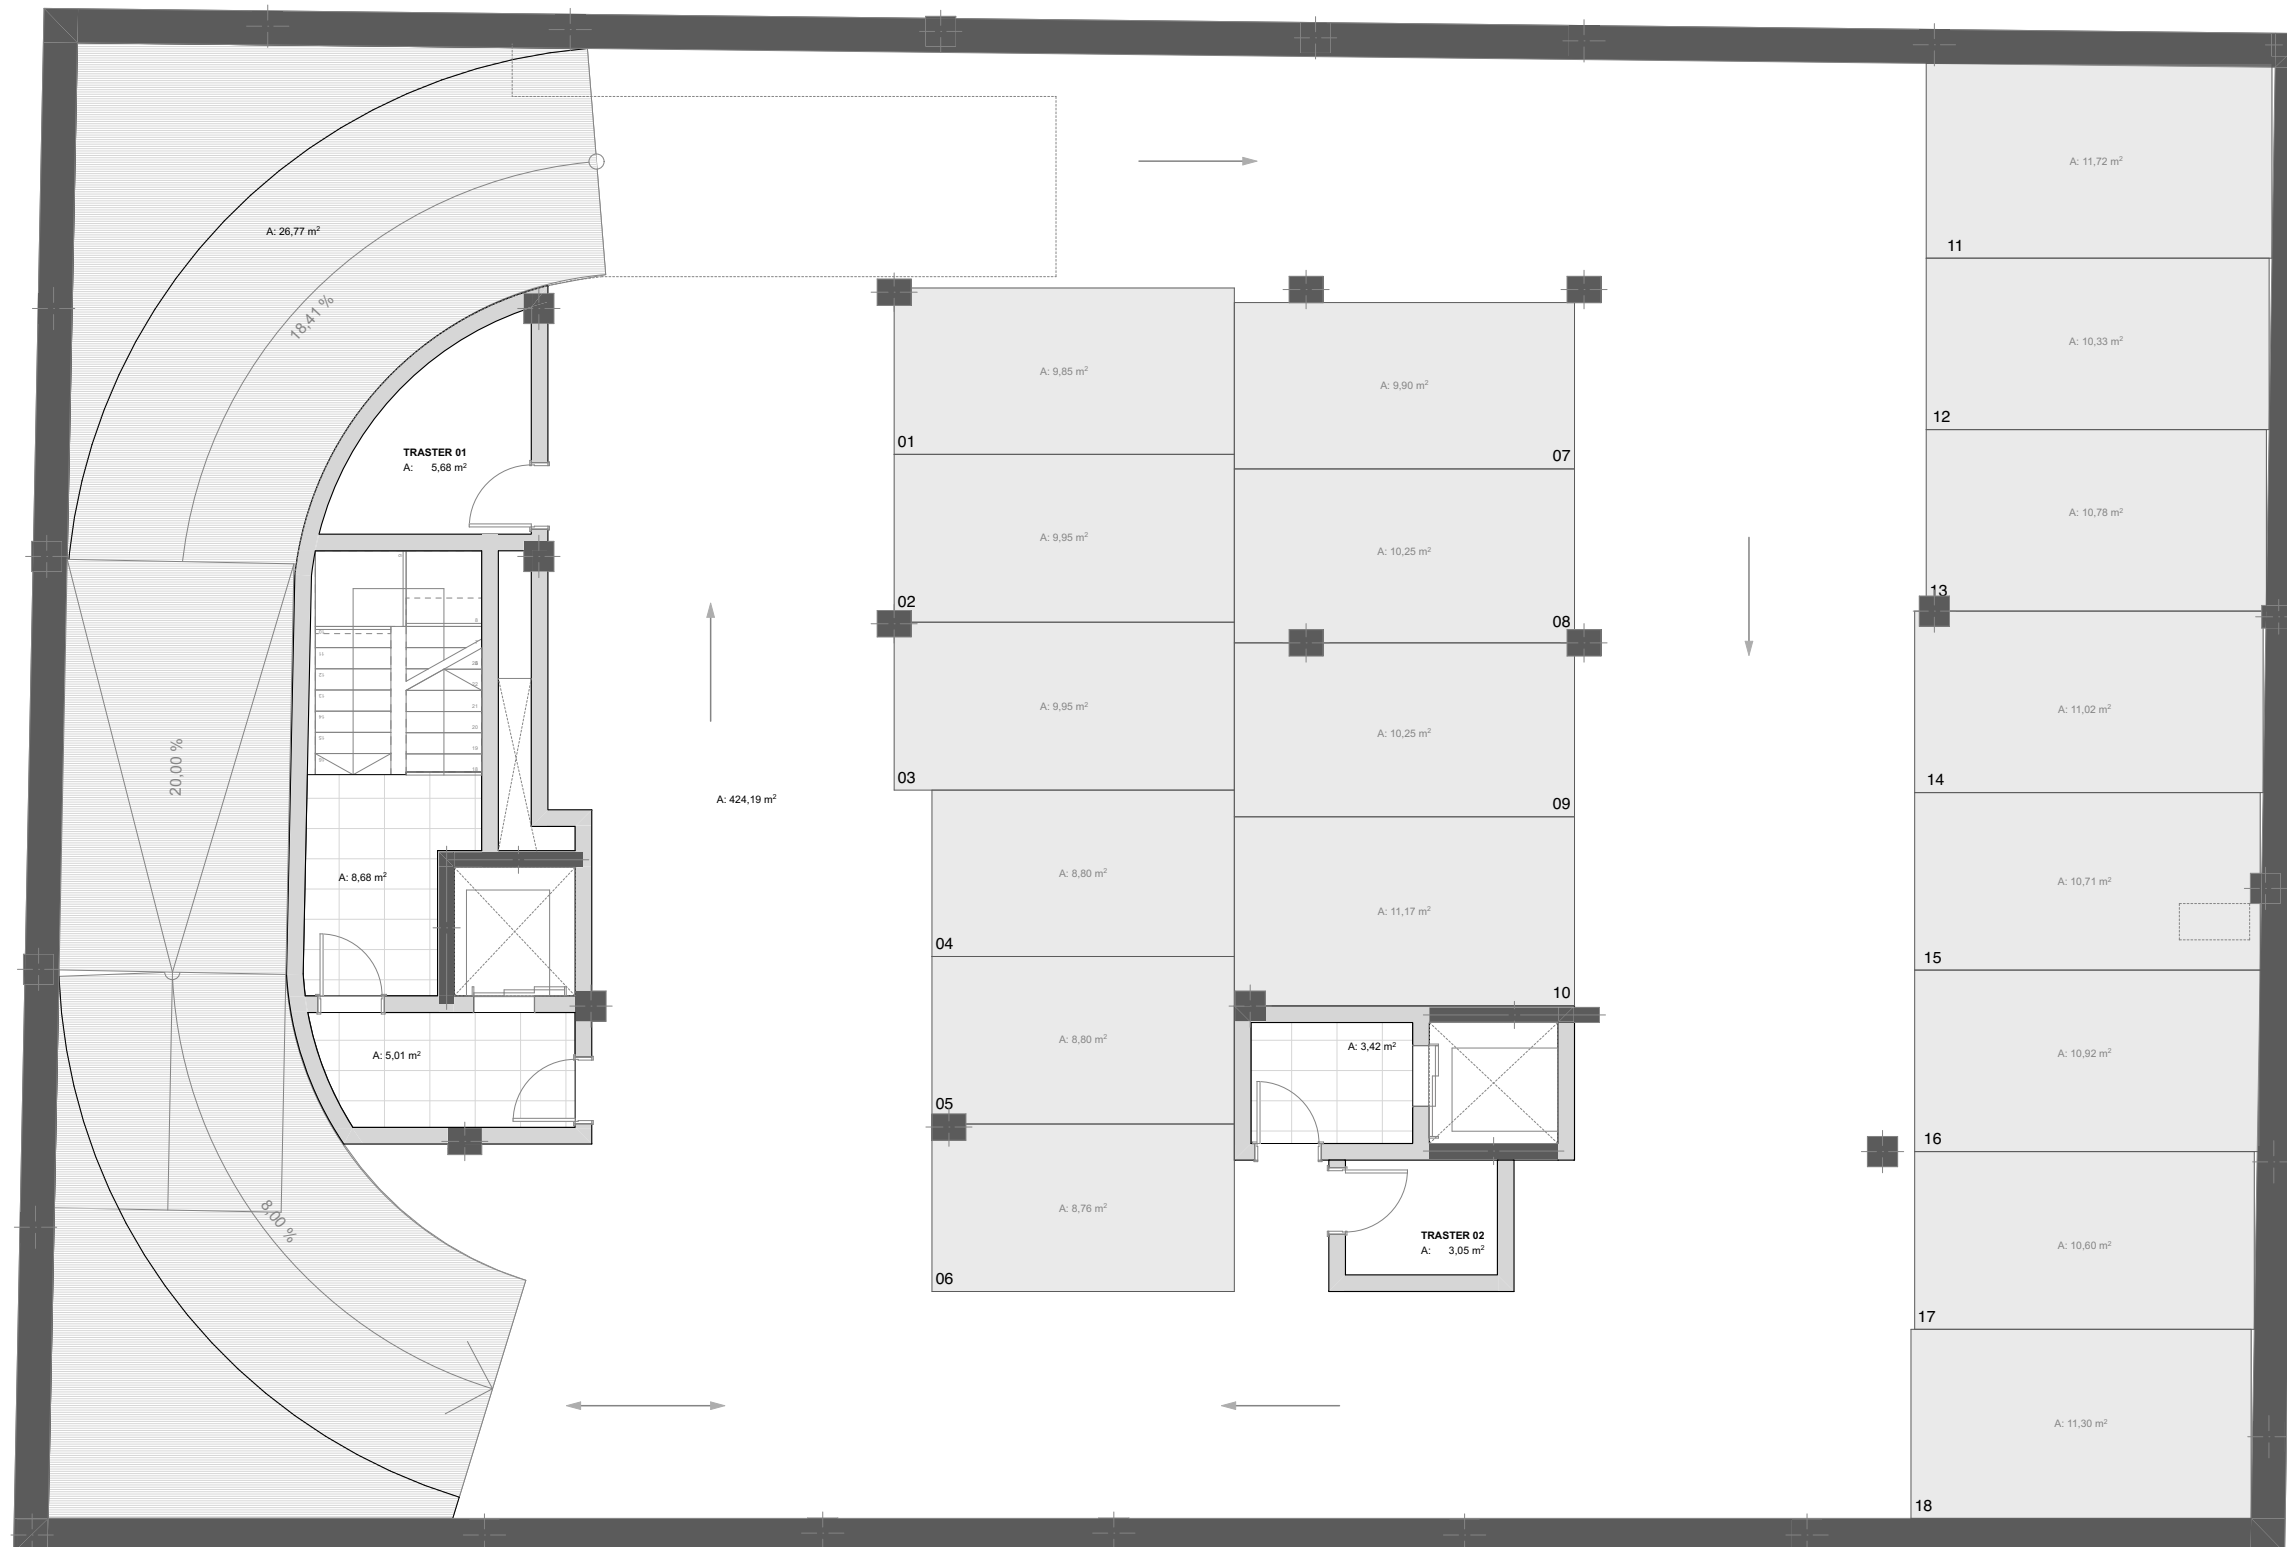 A: 26,77 m²
18,41 %
TRASTER 01
A: 5,68 m²
20,00 %
A: 8,68 m²
A: 5,01 m²
8,00 %
A: 424,19 m²
A: 9,85 m²
01
A: 9,95 m²
02
A: 9,95 m²
03
A: 8,80 m²
04
A: 8,80 m²
05
A: 8,76 m²
06
A: 9,90 m²
07
A: 10,25 m²
08
A: 10,25 m²
09
A: 11,17 m²
10
A: 3,42 m²
TRASTER 02
A: 3,05 m²
A: 11,72 m²
11
A: 10,33 m²
12
A: 10,78 m²
13
A: 11,02 m²
14
A: 10,71 m²
15
A: 10,92 m²
16
A: 10,60 m²
17
A: 11,30 m²
18